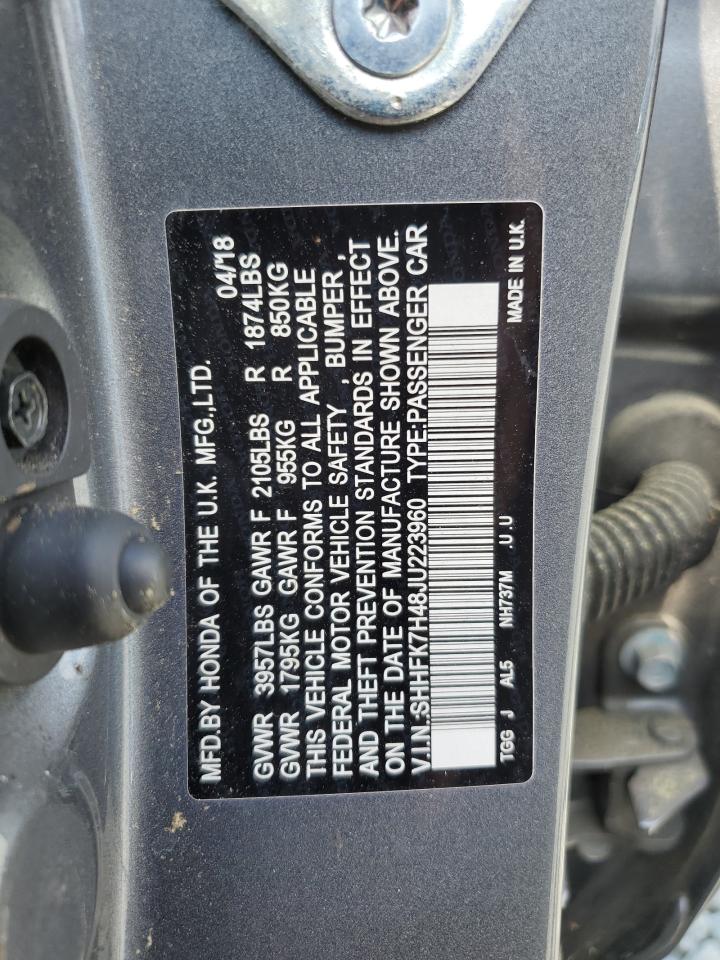 MFD.BY HONDA OF THE U.K. MFG.,LTD. 04/18
GVWR 3957LBS GAWR F 2105LBS R 1874LBS
GVWR 1795KG GAWR F 955KG R 850KG
THIS VEHICLE CONFORMS TO ALL APPLICABLE
FEDERAL MOTOR VEHICLE SAFETY , BUMPER ,
AND THEFT PREVENTION STANDARDS IN EFFECT
ON THE DATE OF MANUFACTURE SHOWN ABOVE.
V.I.N.:SHHFK7H48JU223960 TYPE:PASSENGER CAR
TGG J AL5 NH737M .U .U MADE IN U.K.